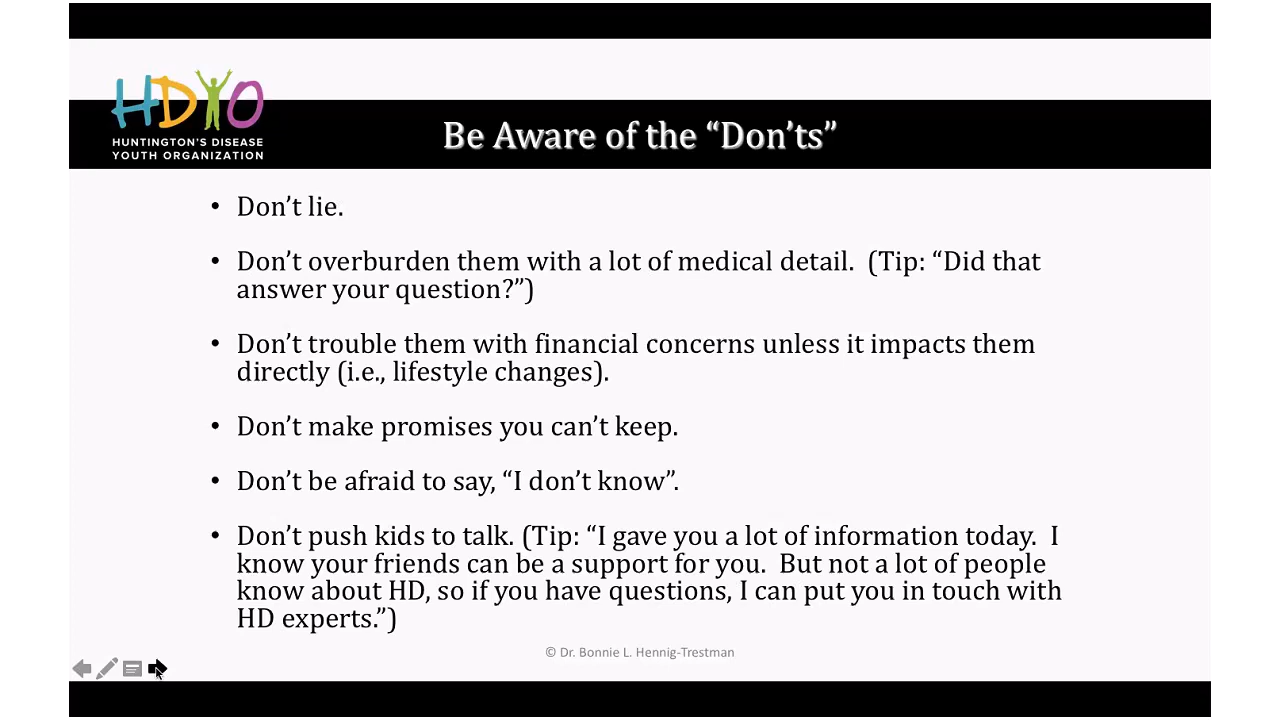 HDYO
HUNTINGTON'S DISEASE
YOUTH ORGANIZATION
Be Aware of the “Don’ts”
• Don’t lie.
• Don’t overburden them with a lot of medical detail.  (Tip: “Did that
answer your question?”)
• Don’t trouble them with financial concerns unless it impacts them
directly (i.e., lifestyle changes).
• Don’t make promises you can’t keep.
• Don’t be afraid to say, “I don’t know”.
• Don’t push kids to talk. (Tip: “I gave you a lot of information today.  I
know your friends can be a support for you.  But not a lot of people
know about HD, so if you have questions, I can put you in touch with
HD experts.”)
© Dr. Bonnie L. Hennig-Trestman